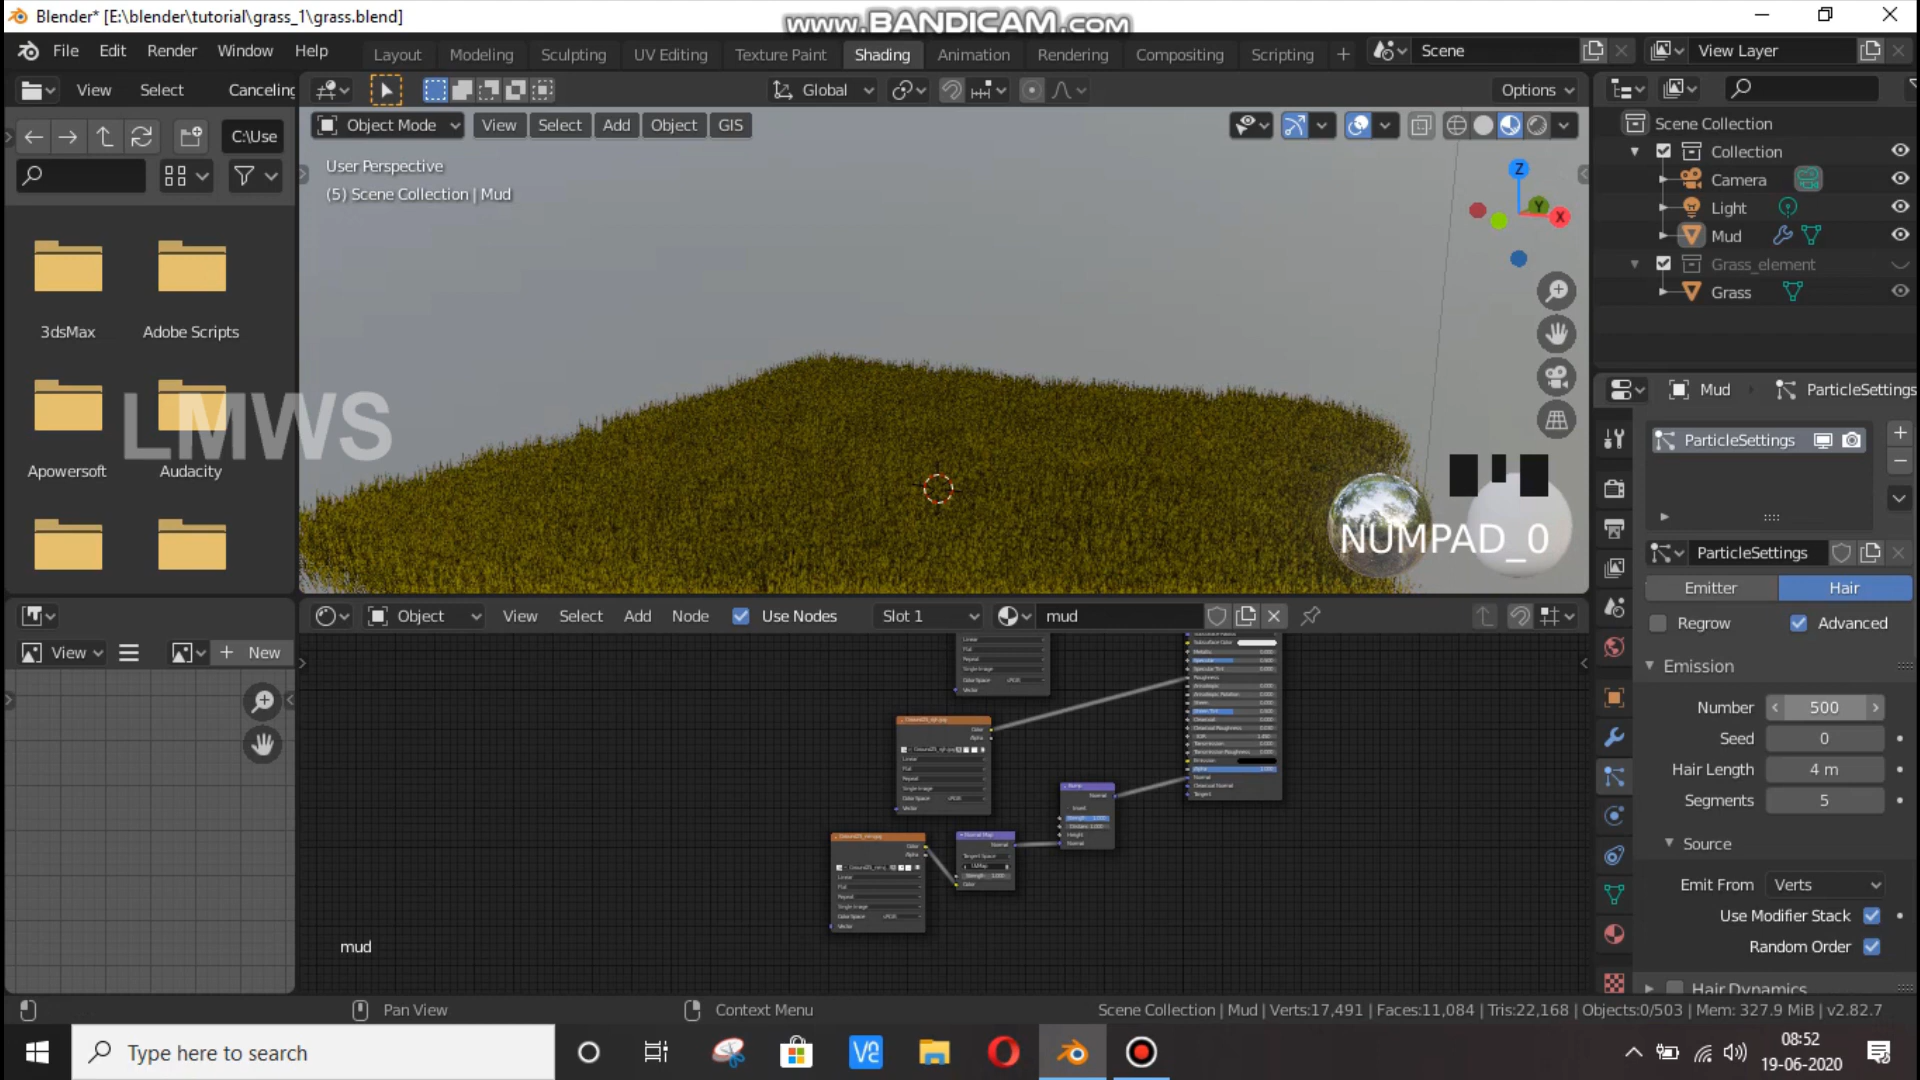 Blender* [E:\blender\tutorial\grass_1\grass.blend]
www.BANDICAM.com
File Edit Render Window Help
Layout Modeling Sculpting UV Editing Texture Paint Shading Animation Rendering Compositing Scripting +
Scene
View Layer
View Select Canceling
Global
Options
C:\Use
Object Mode View Select Add Object GIS
User Perspective
(5) Scene Collection | Mud
Z
Y
X
3dsMax
Adobe Scripts
Apowersoft
Audacity
LMWS
NUMPAD_0
Scene Collection
Collection
Camera
Light
Mud
Grass_element
Grass
Mud
ParticleSettings
ParticleSettings
ParticleSettings
Emitter
Hair
Regrow
Advanced
Emission
Number 500
Seed 0
Hair Length 4 m
Segments 5
Source
Emit From Verts
Use Modifier Stack
Random Order
Hair Dynamics
Object View Select Add Node Use Nodes Slot 1 mud
View
New
mud
Pan View
Context Menu
Scene Collection | Mud | Verts:17,491 | Faces:11,084 | Tris:22,168 | Objects:0/503 | Mem: 327.9 MiB | v2.82.7
Type here to search
08:52
19-06-2020